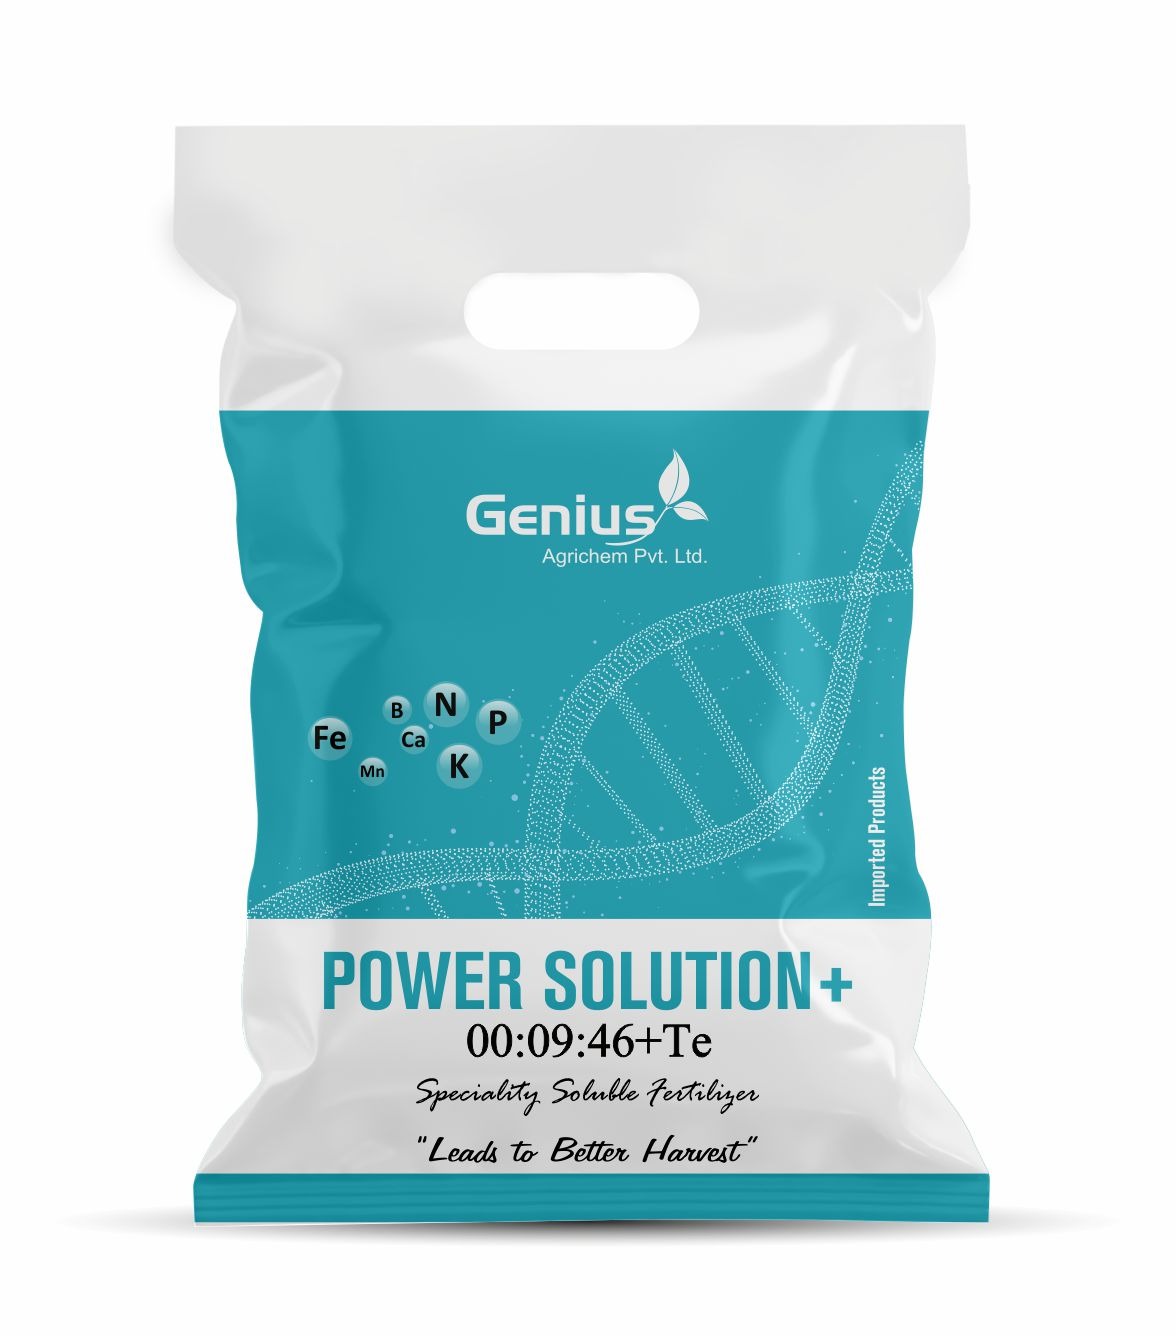 Genius
Agrichem Pvt. Ltd.
B
N
P
Fe
Ca
Mn
K
Imported Products
POWER SOLUTION+
00:09:46+Te
Speciality Soluble Fertilizer
"Leads to Better Harvest"